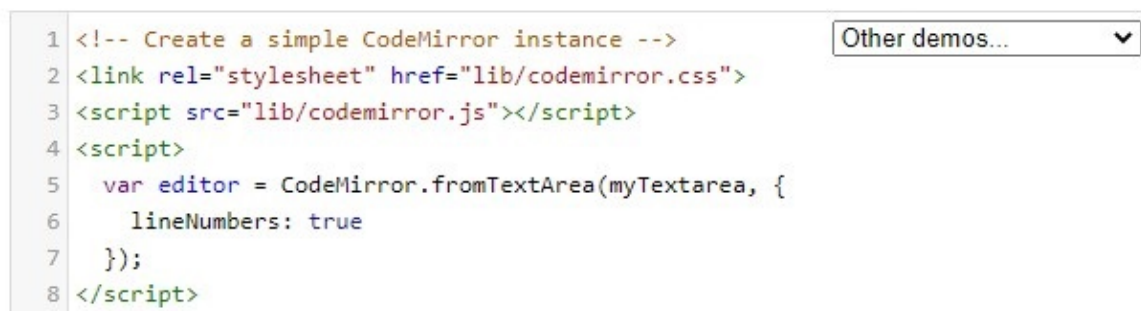 1 <!-- Create a simple CodeMirror instance --> Other demos...
2 <link rel="stylesheet" href="lib/codemirror.css">
3 <script src="lib/codemirror.js"></script>
4 <script>
5   var editor = CodeMirror.fromTextArea(myTextarea, {
6     lineNumbers: true
7   });
8 </script>